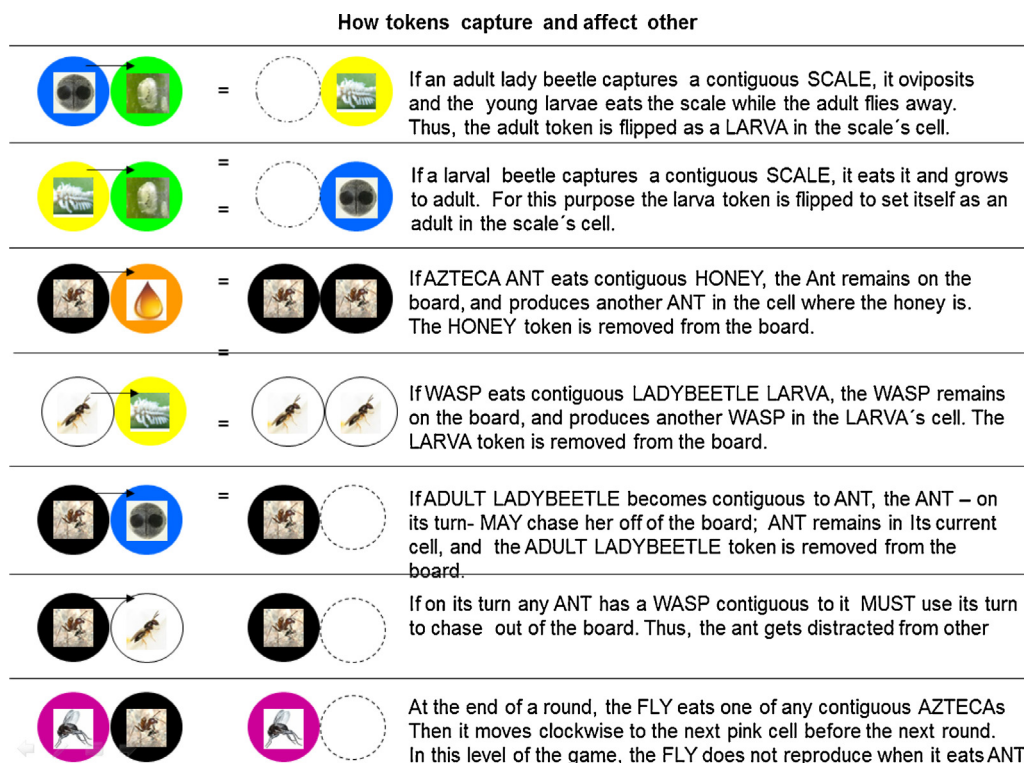 How tokens capture and affect other
=
If an adult lady beetle captures a contiguous SCALE, it oviposits
and the young larvae eats the scale while the adult flies away.
Thus, the adult token is flipped as a LARVA in the scale´s cell.
=
=
If a larval beetle captures a contiguous SCALE, it eats it and grows
to adult. For this purpose the larva token is flipped to set itself as an
adult in the scale´s cell.
=
If AZTECA ANT eats contiguous HONEY, the Ant remains on the
board, and produces another ANT in the cell where the honey is.
The HONEY token is removed from the board.
=
=
If WASP eats contiguous LADYBEETLE LARVA, the WASP remains
on the board, and produces another WASP in the LARVA´s cell. The
LARVA token is removed from the board.
=
If ADULT LADYBEETLE becomes contiguous to ANT, the ANT – on
its turn- MAY chase her off of the board; ANT remains in Its current
cell, and the ADULT LADYBEETLE token is removed from the
board.
If on its turn any ANT has a WASP contiguous to it MUST use its turn
to chase out of the board. Thus, the ant gets distracted from other
At the end of a round, the FLY eats one of any contiguous AZTECAs
Then it moves clockwise to the next pink cell before the next round.
In this level of the game, the FLY does not reproduce when it eats ANT